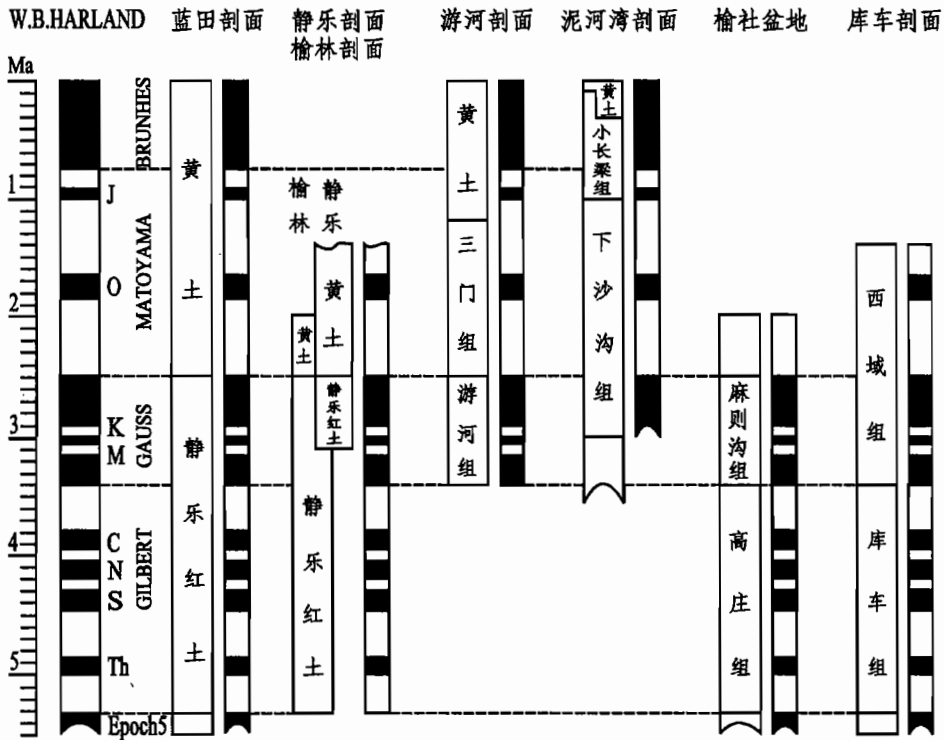 W.B.HARLAND 蓝田剖面 静乐剖面 游河剖面 泥河湾剖面 榆社盆地 库车剖面
榆林剖面
Ma
1
2
3
4
5
J
O
K
M
C
N
S
Th
Epoch5
BRUNHES
MATOYAMA
GAUSS
GILBERT
黄土
静乐红土
榆林
静乐
黄土
黄土
静乐红土
静乐红土
黄土
三门组
游河组
黄土
小长梁组
下沙沟组
麻则沟组
高庄组
西域组
库车组